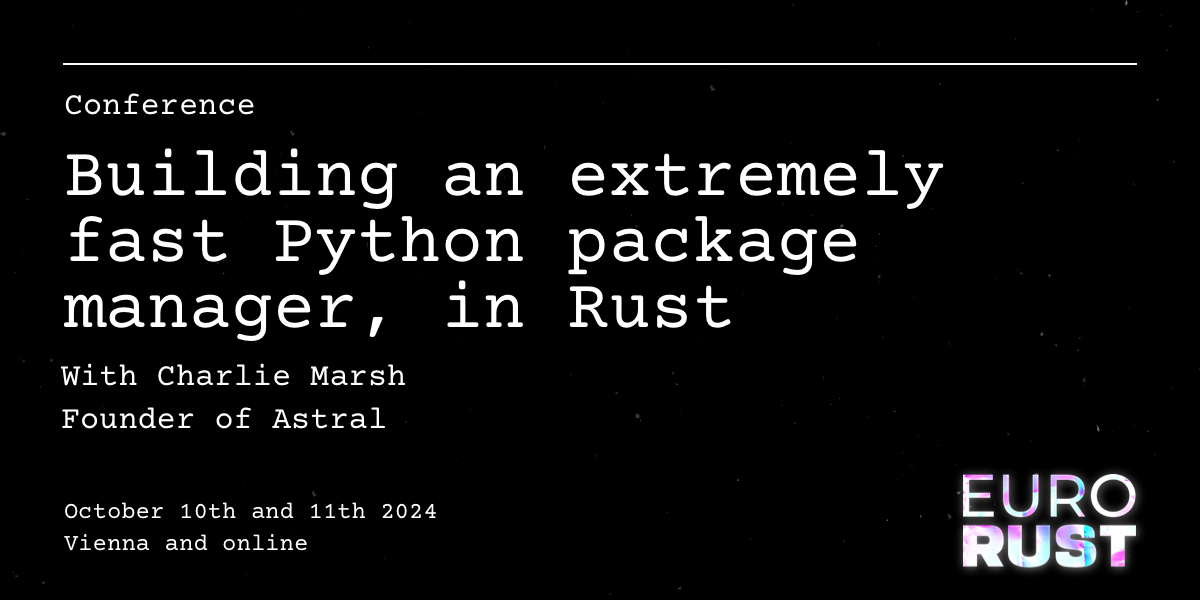 Conference
Building an extremely
fast Python package
manager, in Rust
With Charlie Marsh
Founder of Astral
October 10th and 11th 2024
Vienna and online
EURO
RUST